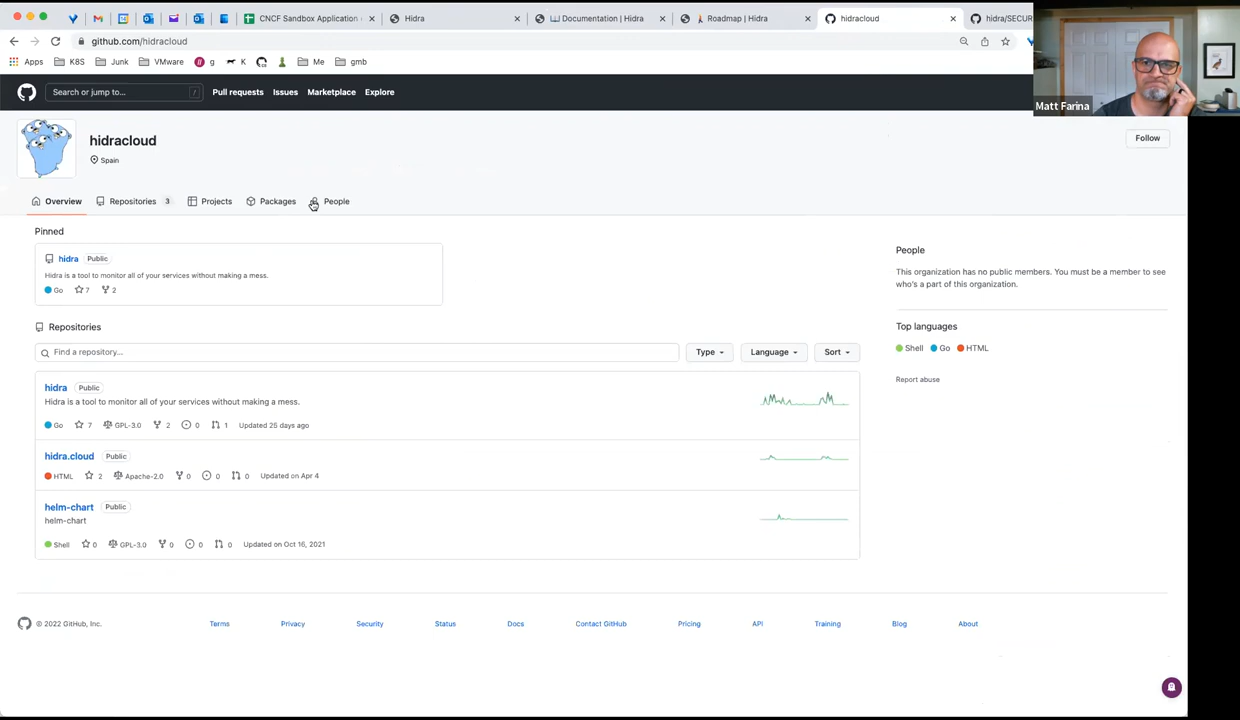 CNCF Sandbox Application
Hidra
Documentation | Hidra
Roadmap | Hidra
hidracloud
hidra/SECUR
github.com/hidracloud
Apps
K8S
Junk
VMware
g
K
Me
gmb
Matt Farina
Search or jump to...
/
Pull requests
Issues
Marketplace
Explore
hidracloud
Spain
Follow
Overview
Repositories 3
Projects
Packages
People
Pinned
hidra Public
Hidra is a tool to monitor all of your services without making a mess.
Go 7 2
Repositories
Find a repository...
Type
Language
Sort
hidra Public
Hidra is a tool to monitor all of your services without making a mess.
Go 7 GPL-3.0 2 0 1 Updated 25 days ago
hidra.cloud Public
HTML 2 Apache-2.0 0 0 0 Updated on Apr 4
helm-chart Public
helm-chart
Shell 0 GPL-3.0 0 0 0 Updated on Oct 16, 2021
People
This organization has no public members. You must be a member to see
who's a part of this organization.
Top languages
Shell Go HTML
Report abuse
© 2022 GitHub, Inc.
Terms
Privacy
Security
Status
Docs
Contact GitHub
Pricing
API
Training
Blog
About